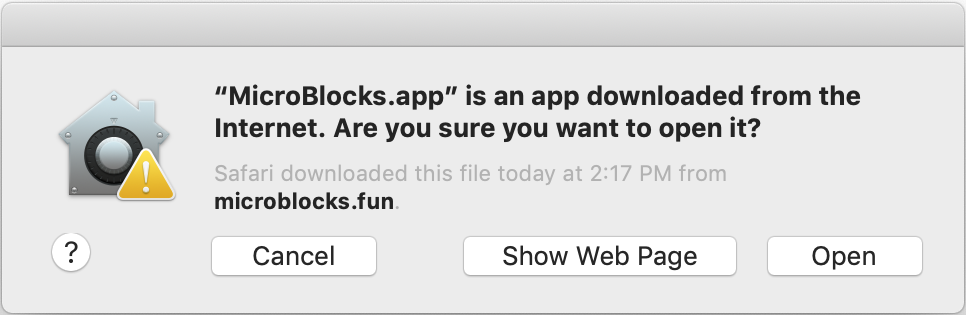 “MicroBlocks.app” is an app downloaded from the
Internet. Are you sure you want to open it?
Safari downloaded this file today at 2:17 PM from
microblocks.fun.
?
Cancel
Show Web Page
Open